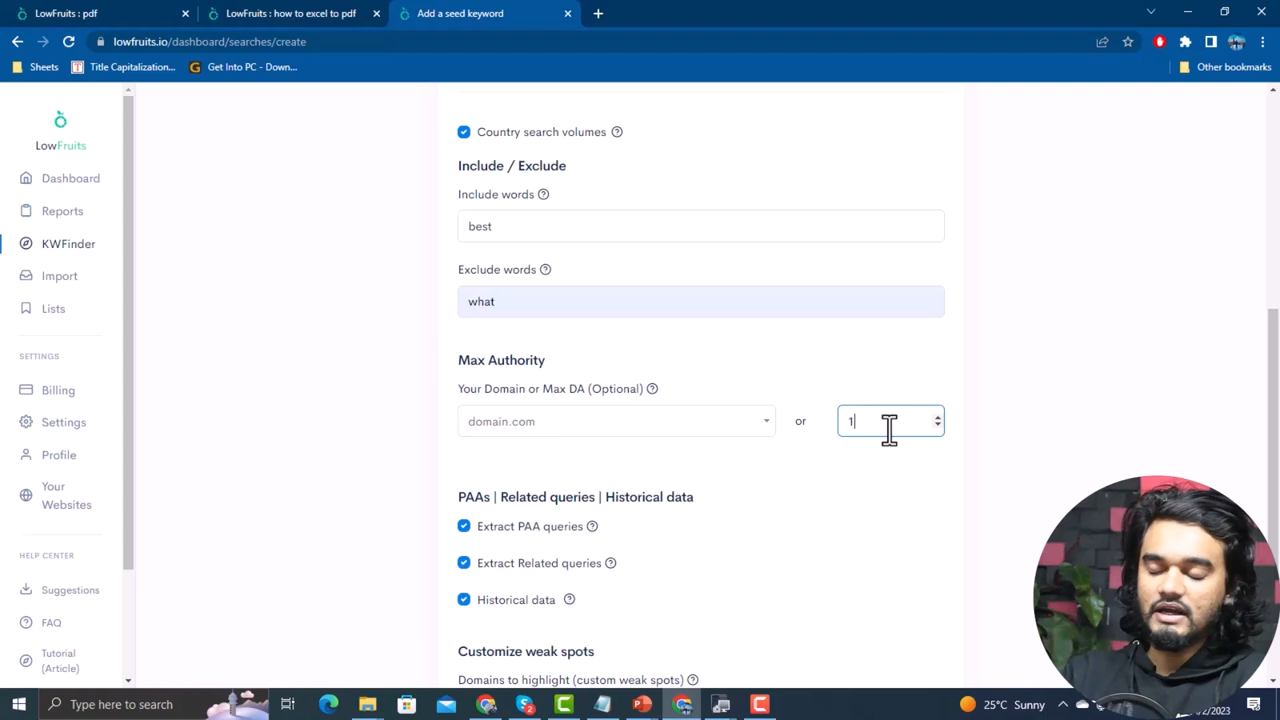 LowFruits : pdf
LowFruits : how to excel to pdf
Add a seed keyword
lowfruits.io/dashboard/searches/create
Sheets
Title Capitalization...
Get Into PC - Down...
Other bookmarks
LowFruits
Dashboard
Reports
KWFinder
Import
Lists
SETTINGS
Billing
Settings
Profile
Your
Websites
HELP CENTER
Suggestions
FAQ
Tutorial
(Article)
Country search volumes
Include / Exclude
Include words
best
Exclude words
what
Max Authority
Your Domain or Max DA (Optional)
domain.com
or
1
PAAs | Related queries | Historical data
Extract PAA queries
Extract Related queries
Historical data
Customize weak spots
Domains to highlight (custom weak spots)
Type here to search
25°C Sunny